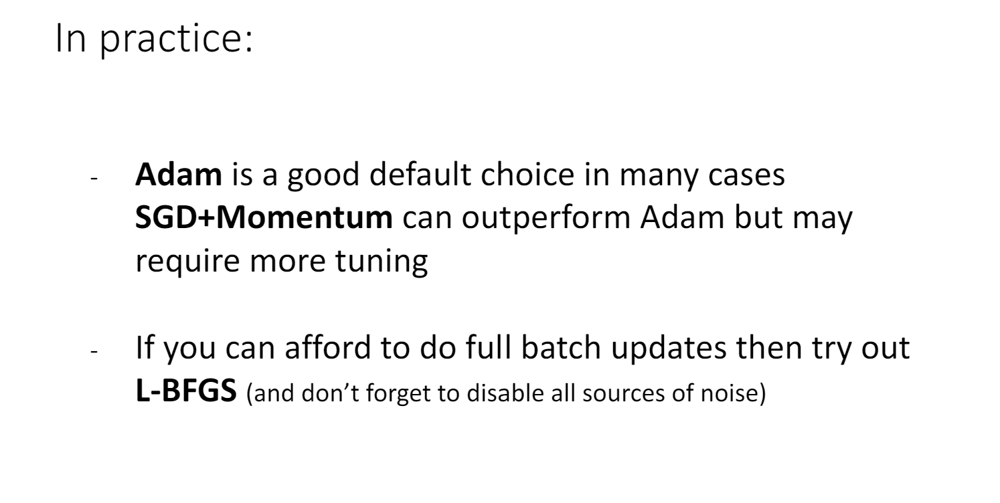 In practice:
- Adam is a good default choice in many cases
SGD+Momentum can outperform Adam but may
require more tuning
- If you can afford to do full batch updates then try out
L-BFGS (and don’t forget to disable all sources of noise)